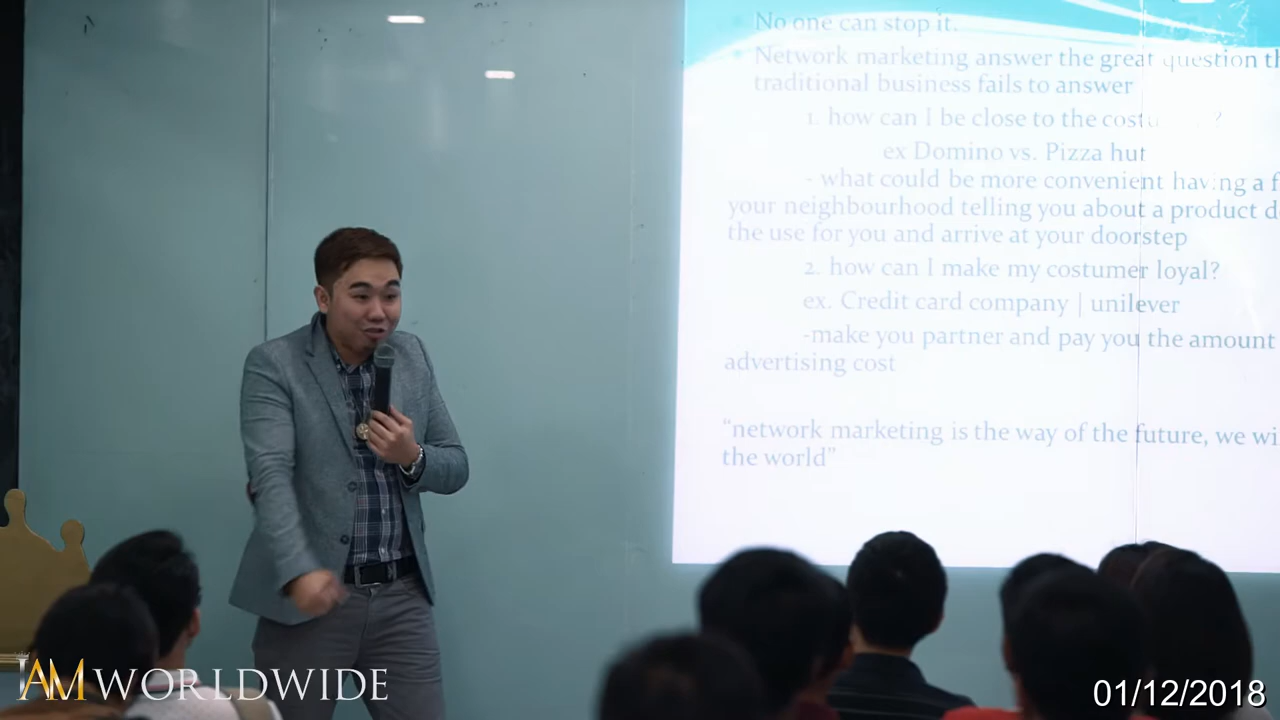 No one can stop it.
Network marketing answer the great question
traditional business fails to answer
1. how can I be close to the ?
ex Domino vs. Pizza hut
- what could be more convenient having a
your neighbourhood telling you about a product
the use for you and arrive at your doorstep
2. how can I make my costumer loyal?
ex. Credit card company | unilever
-make you partner and pay you the amount
advertising cost
“network marketing is the way of the future, we
the world”
IAM WORLDWIDE
01/12/2018